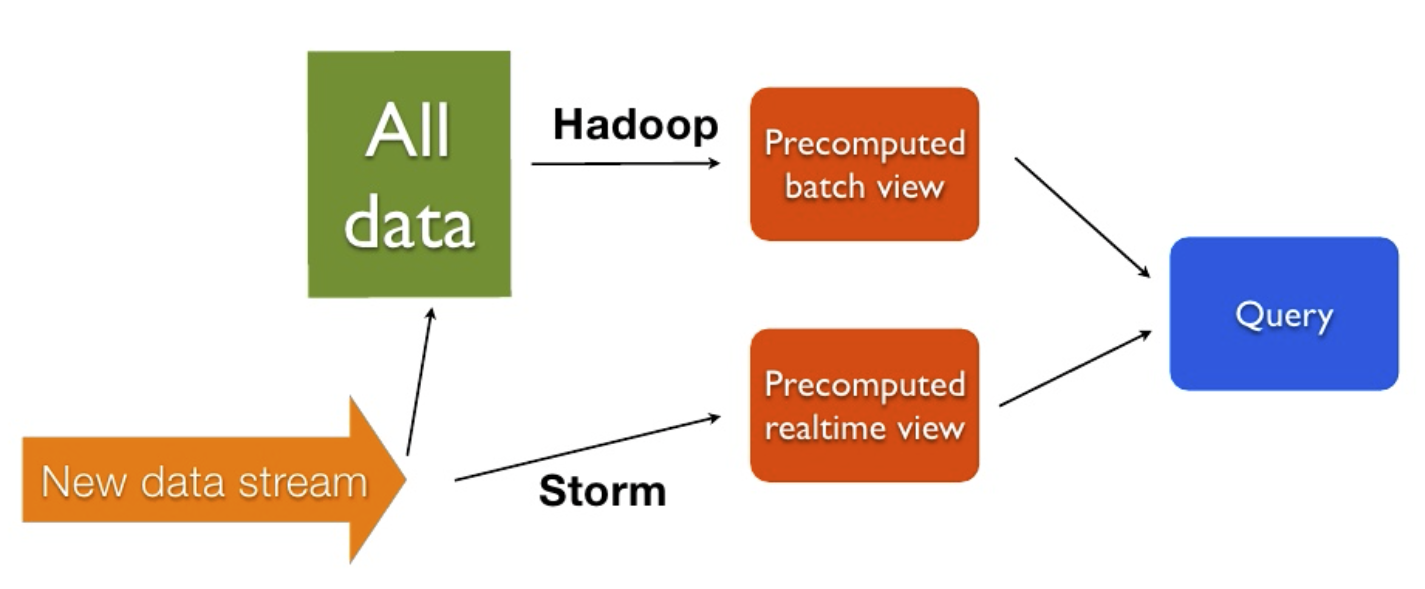 All
data
Hadoop
Precomputed
batch view
Query
Precomputed
realtime view
New data stream
Storm